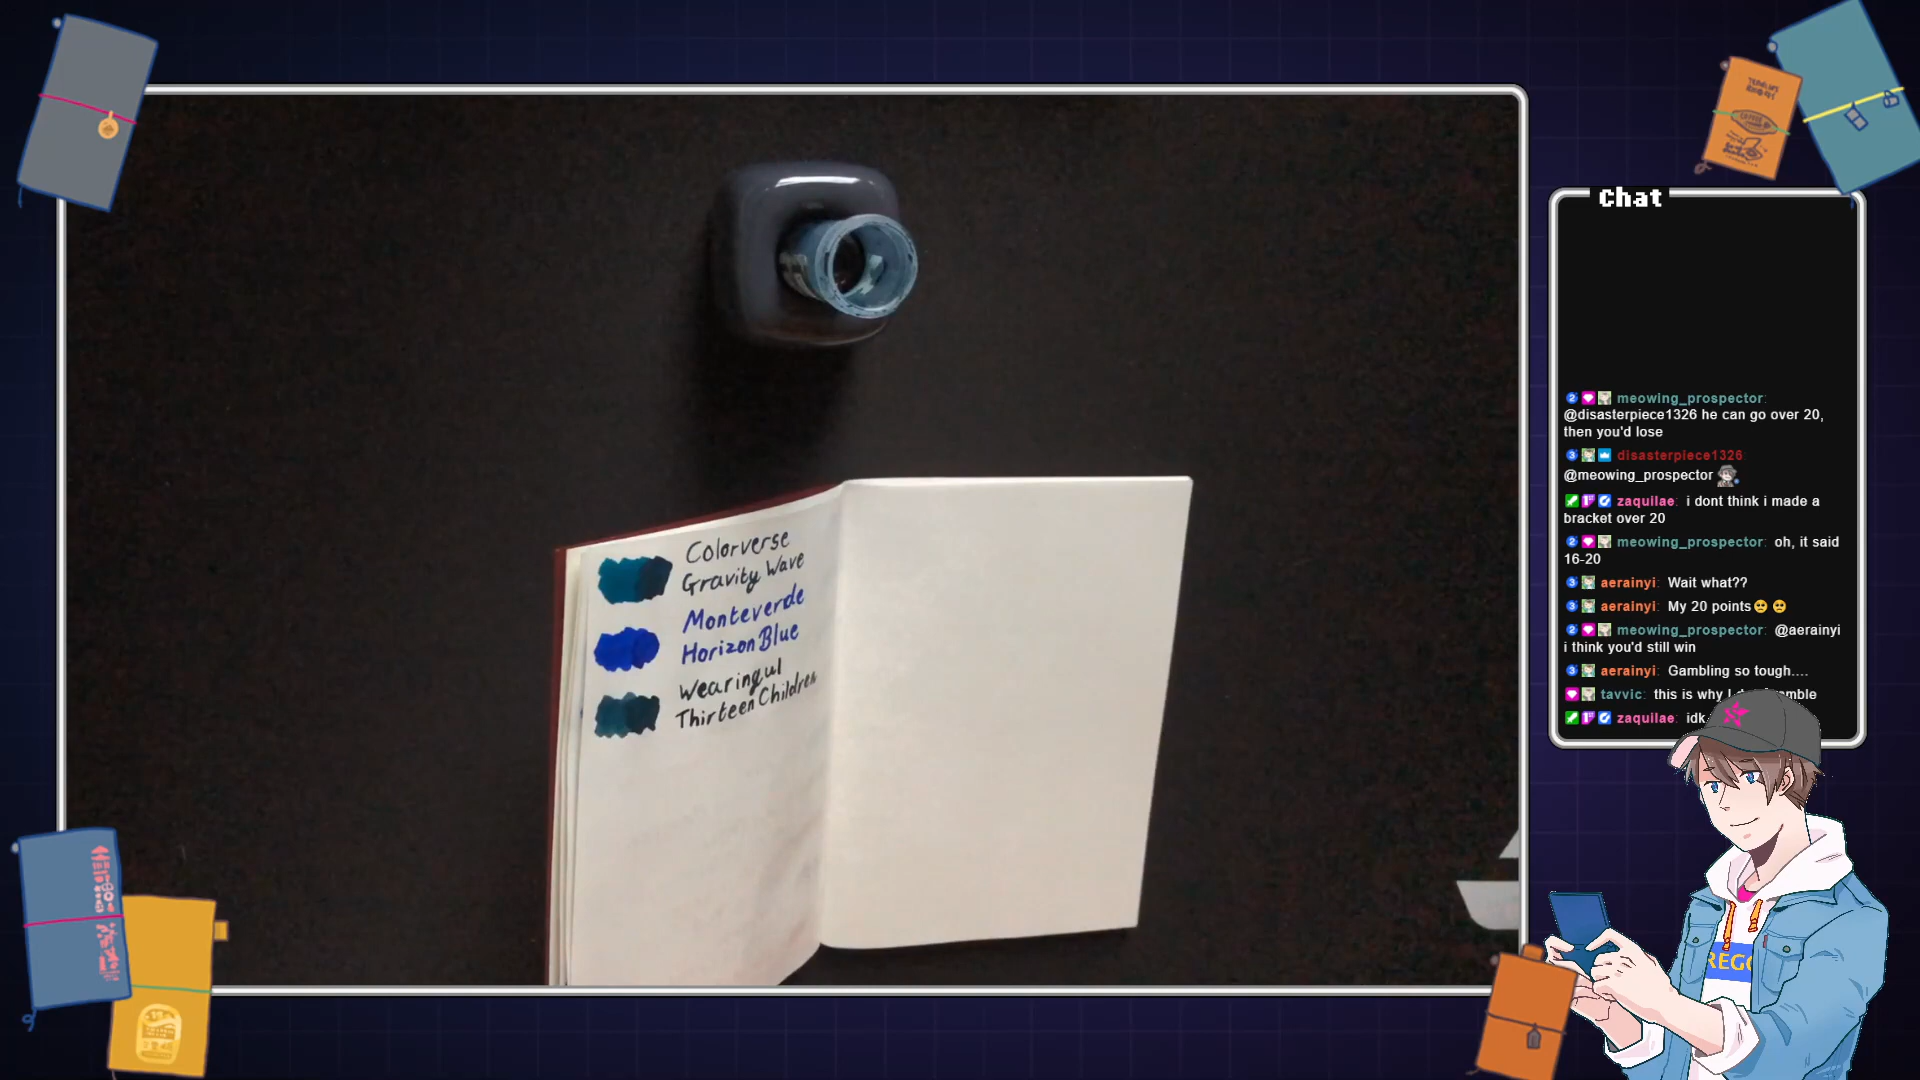 chat
meowing_prospector:
@disasterpiece1326 he can go over 20,
then you'd lose
disasterpiece1326:
@meowing_prospector
zaquilae: i dont think i made a
bracket over 20
meowing_prospector: oh, it said
16-20
aerainyi: Wait what??
aerainyi: My 20 points🥺🥺
meowing_prospector: @aerainyi
i think you'd still win
aerainyi: Gambling so tough....
tavvic: this is why I
zaquilae: idk
Colorverse
Gravity Wave
Monteverde
Horizon Blue
Wearingul
Thirteen Children
REGO